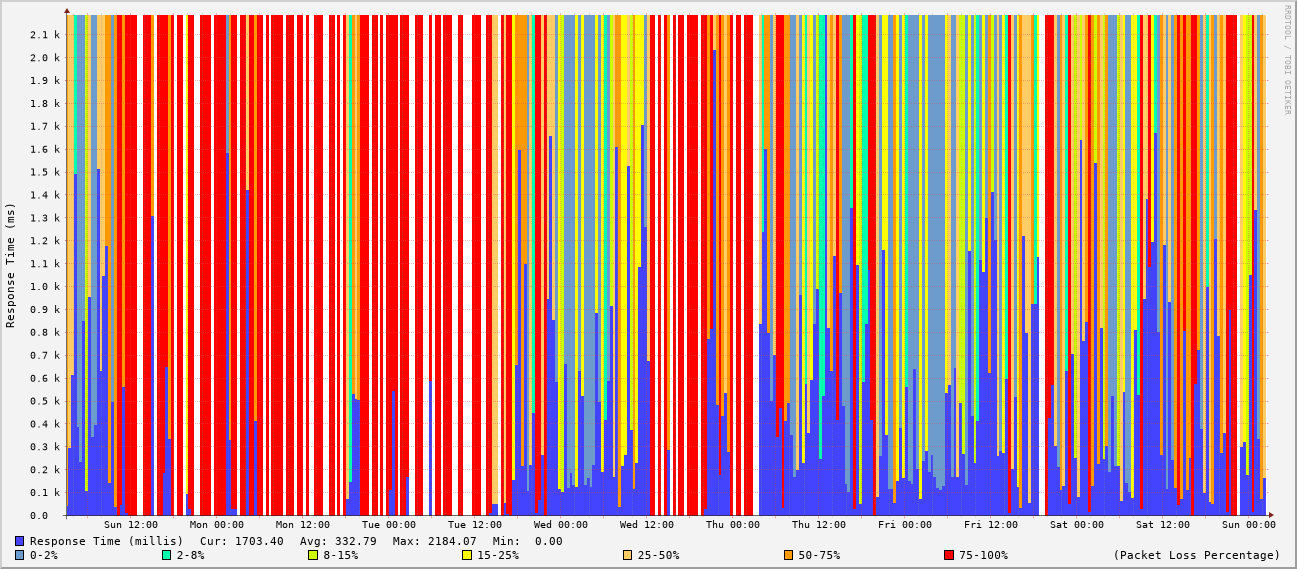 RRDTOOL / TOBI OETIKER
Response Time (ms)
2.1 k
2.0 k
1.9 k
1.8 k
1.7 k
1.6 k
1.5 k
1.4 k
1.3 k
1.2 k
1.1 k
1.0 k
0.9 k
0.8 k
0.7 k
0.6 k
0.5 k
0.4 k
0.3 k
0.2 k
0.1 k
0.0
Sun 12:00 Mon 00:00 Mon 12:00 Tue 00:00 Tue 12:00 Wed 00:00 Wed 12:00 Thu 00:00 Thu 12:00 Fri 00:00 Fri 12:00 Sat 00:00 Sat 12:00 Sun 00:00
Response Time (millis) Cur: 1703.40 Avg: 332.79 Max: 2184.07 Min: 0.00
0-2% 2-8% 8-15% 15-25% 25-50% 50-75% 75-100% (Packet Loss Percentage)